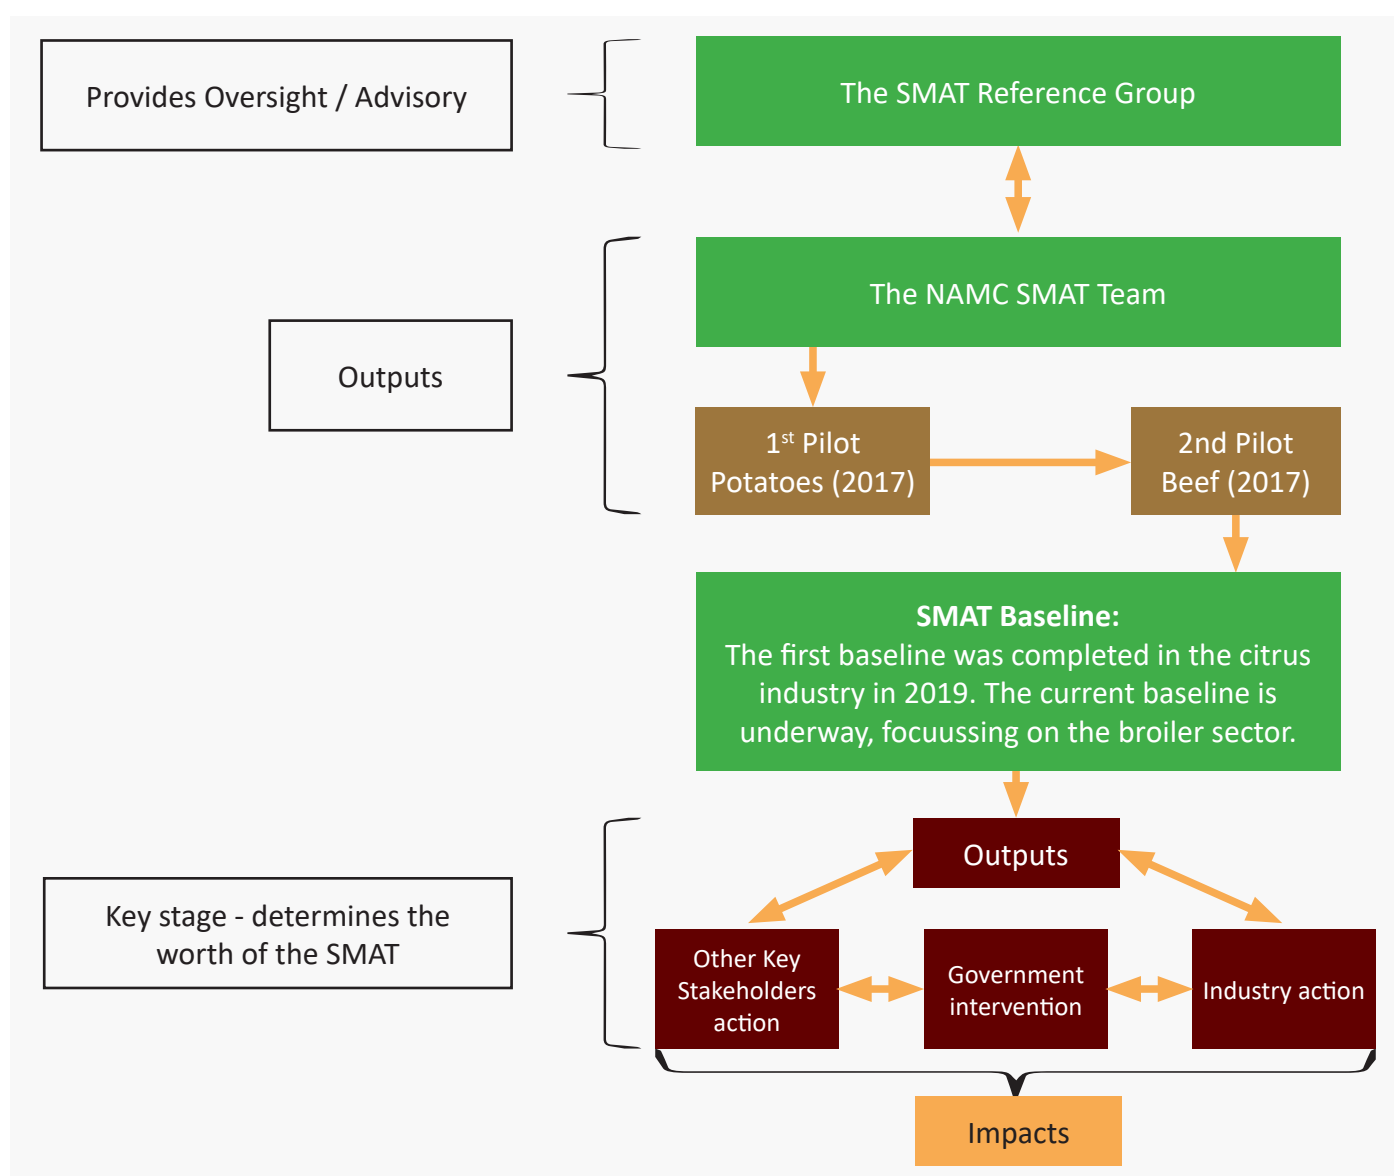 Provides Oversight / Advisory
The SMAT Reference Group
The NAMC SMAT Team
Outputs
1st Pilot
Potatoes (2017)
2nd Pilot
Beef (2017)
SMAT Baseline:
The first baseline was completed in the citrus
industry in 2019. The current baseline is
underway, focuussing on the broiler sector.
Outputs
Key stage - determines the
worth of the SMAT
Other Key
Stakeholders
action
Government
intervention
Industry action
Impacts